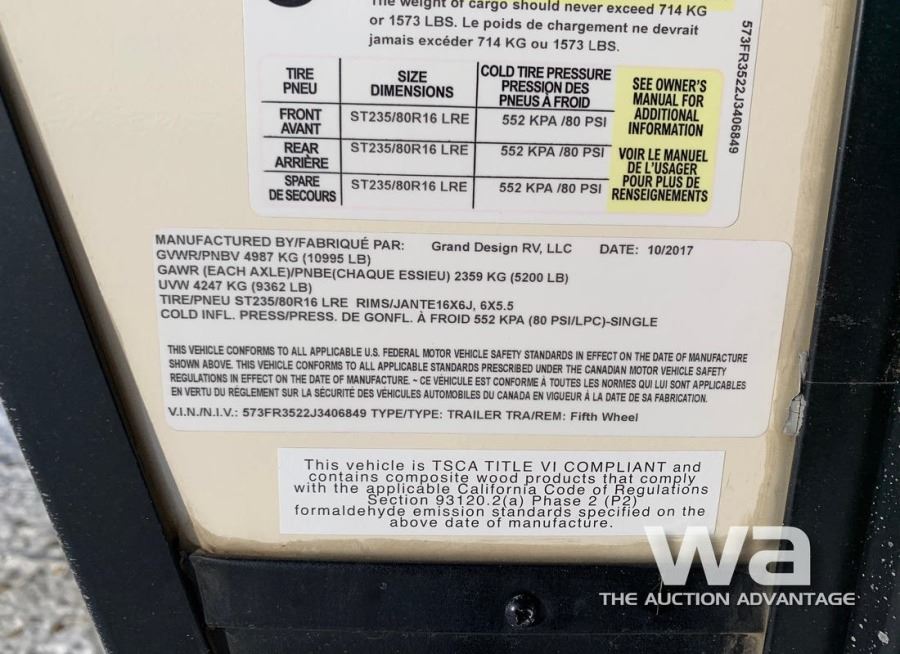 The weight of cargo should never exceed 714 KG
or 1573 LBS. Le poids de chargement ne devrait
jamais excéder 714 KG ou 1573 LBS.
TIRE PNEU
SIZE DIMENSIONS
COLD TIRE PRESSURE PRESSION DES PNEUS À FROID
SEE OWNER'S
MANUAL FOR
ADDITIONAL
INFORMATION
VOIR LE MANUEL
DE L'USAGER
POUR PLUS DE
RENSEIGNEMENTS
FRONT AVANT ST235/80R16 LRE 552 KPA /80 PSI
REAR ARRIÈRE ST235/80R16 LRE 552 KPA /80 PSI
SPARE DE SECOURS ST235/80R16 LRE 552 KPA /80 PSI
573FR3522J3406849
MANUFACTURED BY/FABRIQUÉ PAR: Grand Design RV, LLC DATE: 10/2017
GVWR/PNBV 4987 KG (10995 LB)
GAWR (EACH AXLE)/PNBE(CHAQUE ESSIEU) 2359 KG (5200 LB)
UVW 4247 KG (9362 LB)
TIRE/PNEU ST235/80R16 LRE RIMS/JANTE16X6J, 6X5.5
COLD INFL. PRESS/PRESS. DE GONFL. À FROID 552 KPA (80 PSI/LPC)-SINGLE
THIS VEHICLE CONFORMS TO ALL APPLICABLE U.S. FEDERAL MOTOR VEHICLE SAFETY STANDARDS IN EFFECT ON THE DATE OF MANUFACTURE
SHOWN ABOVE. THIS VEHICLE CONFORMS TO ALL APPLICABLE STANDARDS PRESCRIBED UNDER THE CANADIAN MOTOR VEHICLE SAFETY
REGULATIONS IN EFFECT ON THE DATE OF MANUFACTURE. ~ CE VÉHICULE EST CONFORME À TOUTES LES NORMES QUI LUI SONT APPLICABLES
EN VERTU DU RÈGLEMENT SUR LA SÉCURITÉ DES VÉHICULES AUTOMOBILES DU CANADA EN VIGUEUR À LA DATE DE SA FABRICATION.
V.I.N./N.I.V.: 573FR3522J3406849 TYPE/TYPE: TRAILER TRA/REM: Fifth Wheel
This vehicle is TSCA TITLE VI COMPLIANT and
contains composite wood products that comply
with the applicable California Code of Regulations
Section 93120.2(a) Phase 2 (P2)
formaldehyde emission standards specified on the
above date of manufacture.
wa
THE AUCTION ADVANTAGE